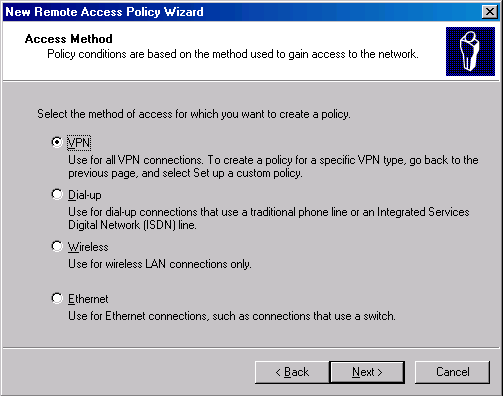 New Remote Access Policy Wizard
Access Method
Policy conditions are based on the method used to gain access to the network.
Select the method of access for which you want to create a policy.
VPN
Use for all VPN connections. To create a policy for a specific VPN type, go back to the
previous page, and select Set up a custom policy.
Dial-up
Use for dial-up connections that use a traditional phone line or an Integrated Services
Digital Network (ISDN) line.
Wireless
Use for wireless LAN connections only.
Ethernet
Use for Ethernet connections, such as connections that use a switch.
< Back Next > Cancel